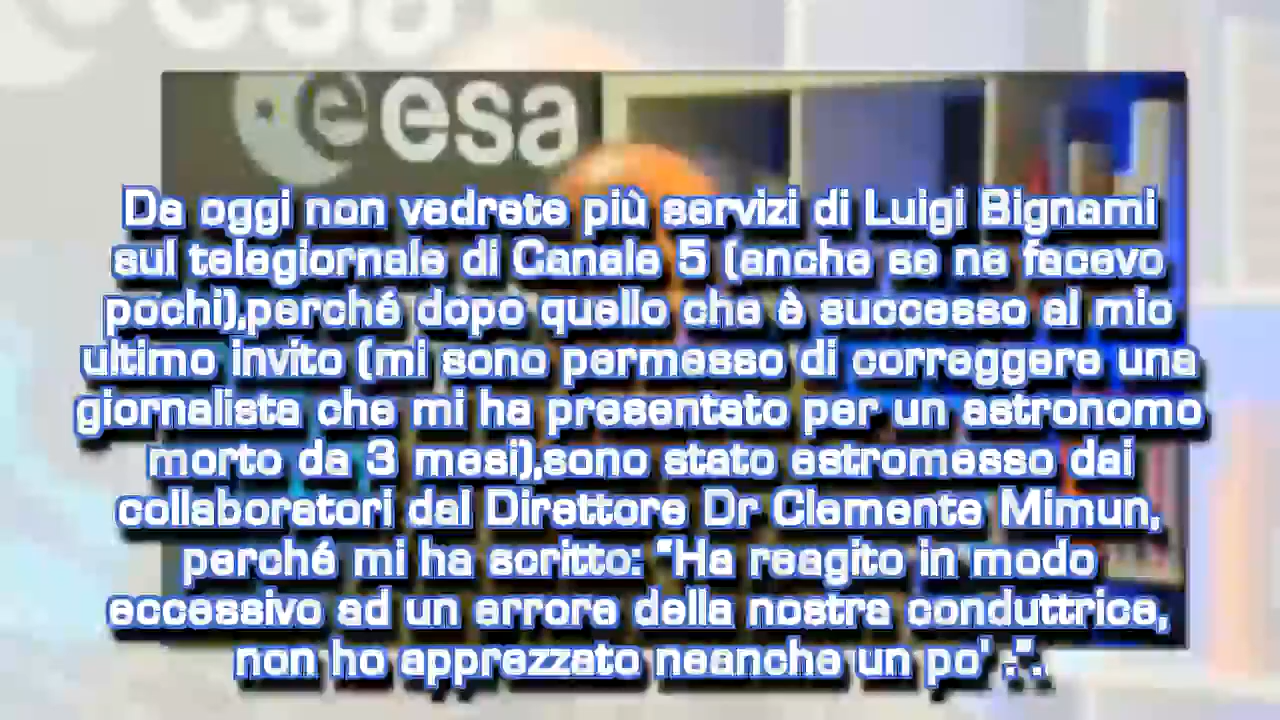 esa
esa
Da oggi non vedrete più servizi di Luigi Bignami
sul telegiornale di Canale 5 (anche se ne facevo
pochi),perché dopo quello che è successo al mio
ultimo invito (mi sono permesso di correggere una
giornalista che mi ha presentato per un astronomo
morto da 3 mesi),sono stato estromesso dai
collaboratori dal Direttore Dr Clemente Mimun,
perché mi ha scritto: “Ha reagito in modo
eccessivo ad un errore della nostra conduttrice,
non ho apprezzato neanche un po' .”.